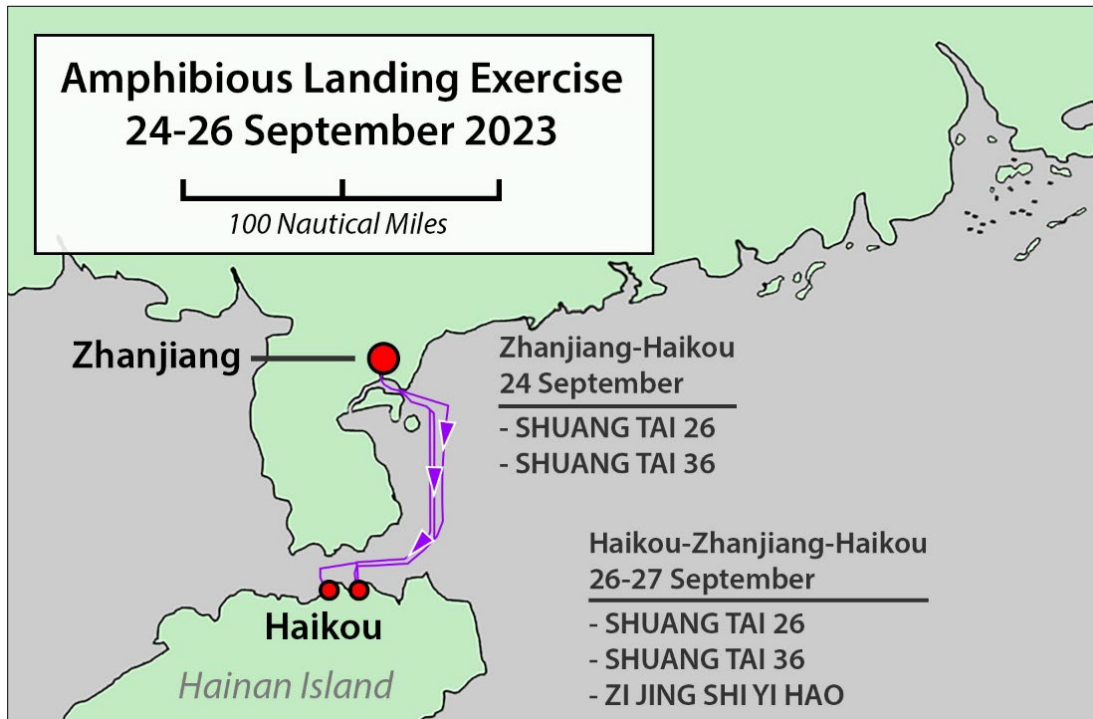 Amphibious Landing Exercise
24-26 September 2023
100 Nautical Miles
Zhanjiang
Zhanjiang-Haikou
24 September
- SHUANG TAI 26
- SHUANG TAI 36
Haikou-Zhanjiang-Haikou
26-27 September
- SHUANG TAI 26
- SHUANG TAI 36
- ZI JING SHI YI HAO
Haikou
Hainan Island